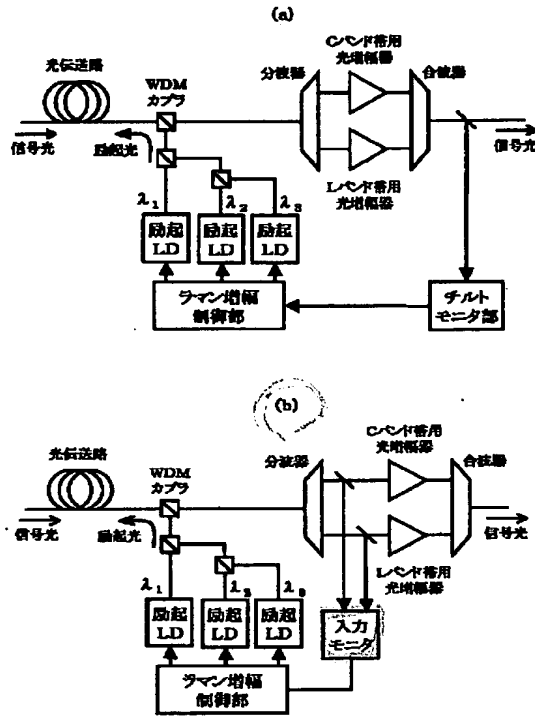 (a)
Cバンド帯用
光増幅器
光伝送路
WDM
カプラ
分波器
合波器
信号光
励起光
Lバンド帯用
光増幅器
信号光
λ1
λ2
λ3
励起
LD
励起
LD
励起
LD
ラマン増幅
制御部
チルト
モニタ部
(b)
Cバンド帯用
光増幅器
光伝送路
WDM
カプラ
分波器
合波器
信号光
励起光
Lバンド帯用
光増幅器
信号光
λ1
λ2
λ3
励起
LD
励起
LD
励起
LD
入力
モニタ
ラマン増幅
制御部